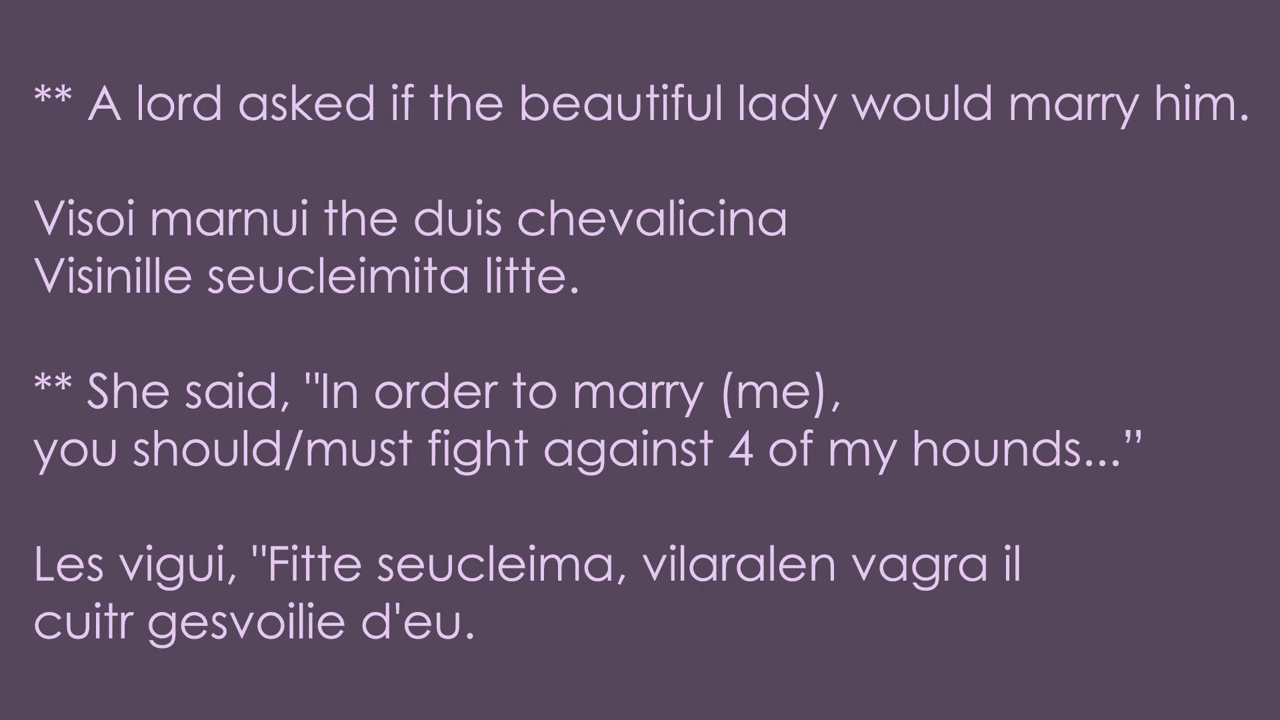 ** A lord asked if the beautiful lady would marry him.
Visoi marnui the duis chevalicina
Visinille seucleimita litte.
** She said, "In order to marry (me),
you should/must fight against 4 of my hounds...”
Les vigui, "Fitte seucleima, vilaralen vagra il
cuitr gesvoilie d'eu.